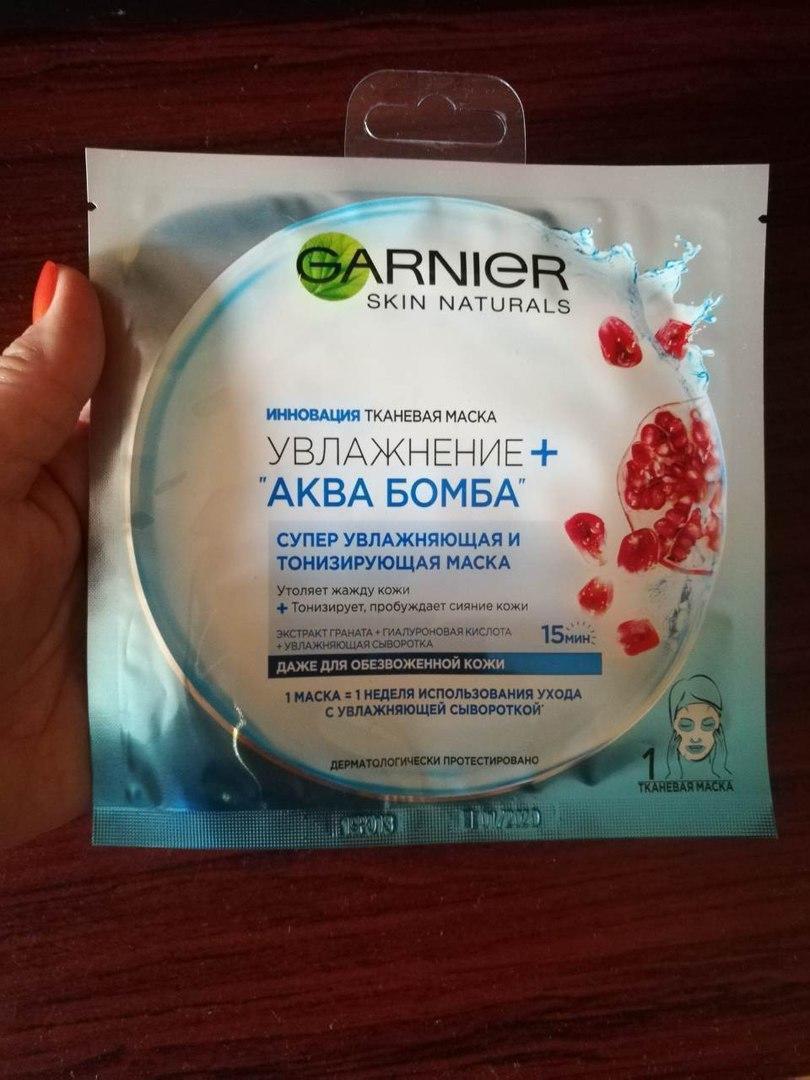 GARNIER
SKIN NATURALS
ИННОВАЦИЯ ТКАНЕВАЯ МАСКА
УВЛАЖНЕНИЕ +
"АКВА БОМБА"
СУПЕР УВЛАЖНЯЮЩАЯ И
ТОНИЗИРУЮЩАЯ МАСКА
Утоляет жажду кожи
+ Тонизирует, пробуждает сияние кожи
ЭКСТРАКТ ГРАНАТА + ГИАЛУРОНОВАЯ КИСЛОТА
+ УВЛАЖНЯЮЩАЯ СЫВОРОТКА
15мин
ДАЖЕ ДЛЯ ОБЕЗВОЖЕННОЙ КОЖИ
1 МАСКА = 1 НЕДЕЛЯ ИСПОЛЬЗОВАНИЯ УХОДА
С УВЛАЖНЯЮЩЕЙ СЫВОРОТКОЙ*
ДЕРМАТОЛОГИЧЕСКИ ПРОТЕСТИРОВАНО
1
ТКАНЕВАЯ МАСКА
01/2020